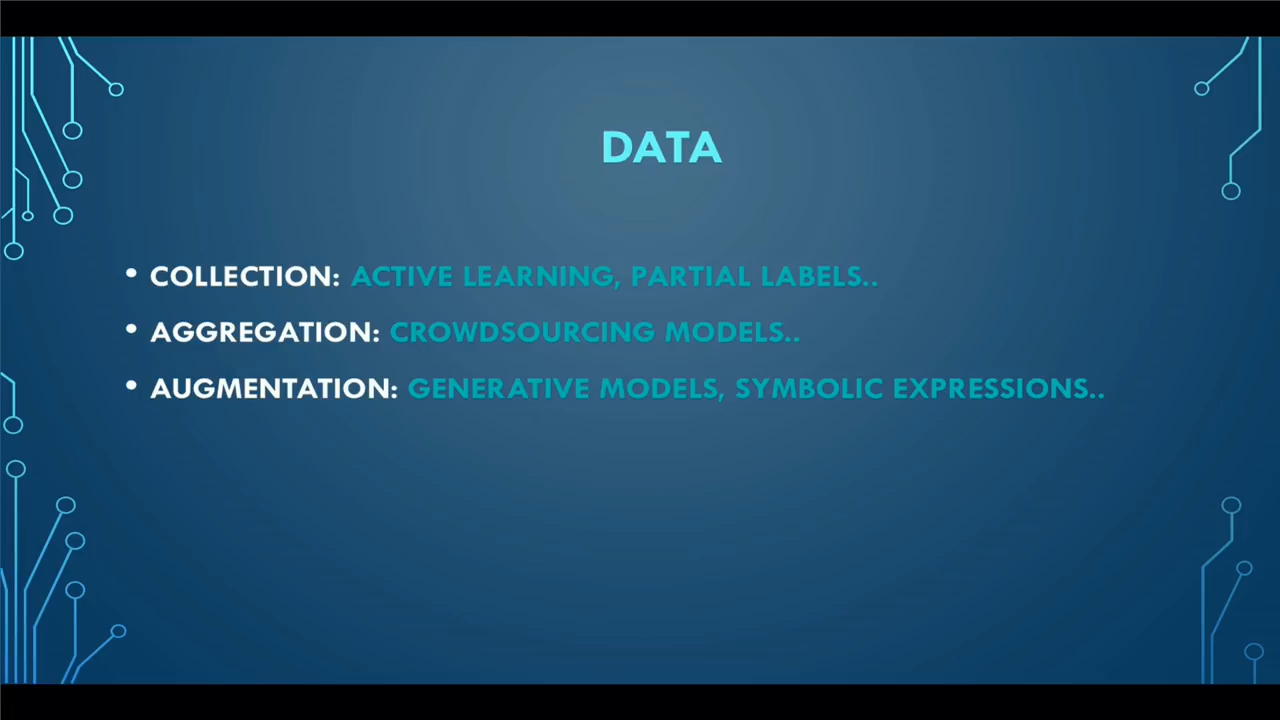 DATA
• COLLECTION: ACTIVE LEARNING, PARTIAL LABELS..
• AGGREGATION: CROWDSOURCING MODELS..
• AUGMENTATION: GENERATIVE MODELS, SYMBOLIC EXPRESSIONS..